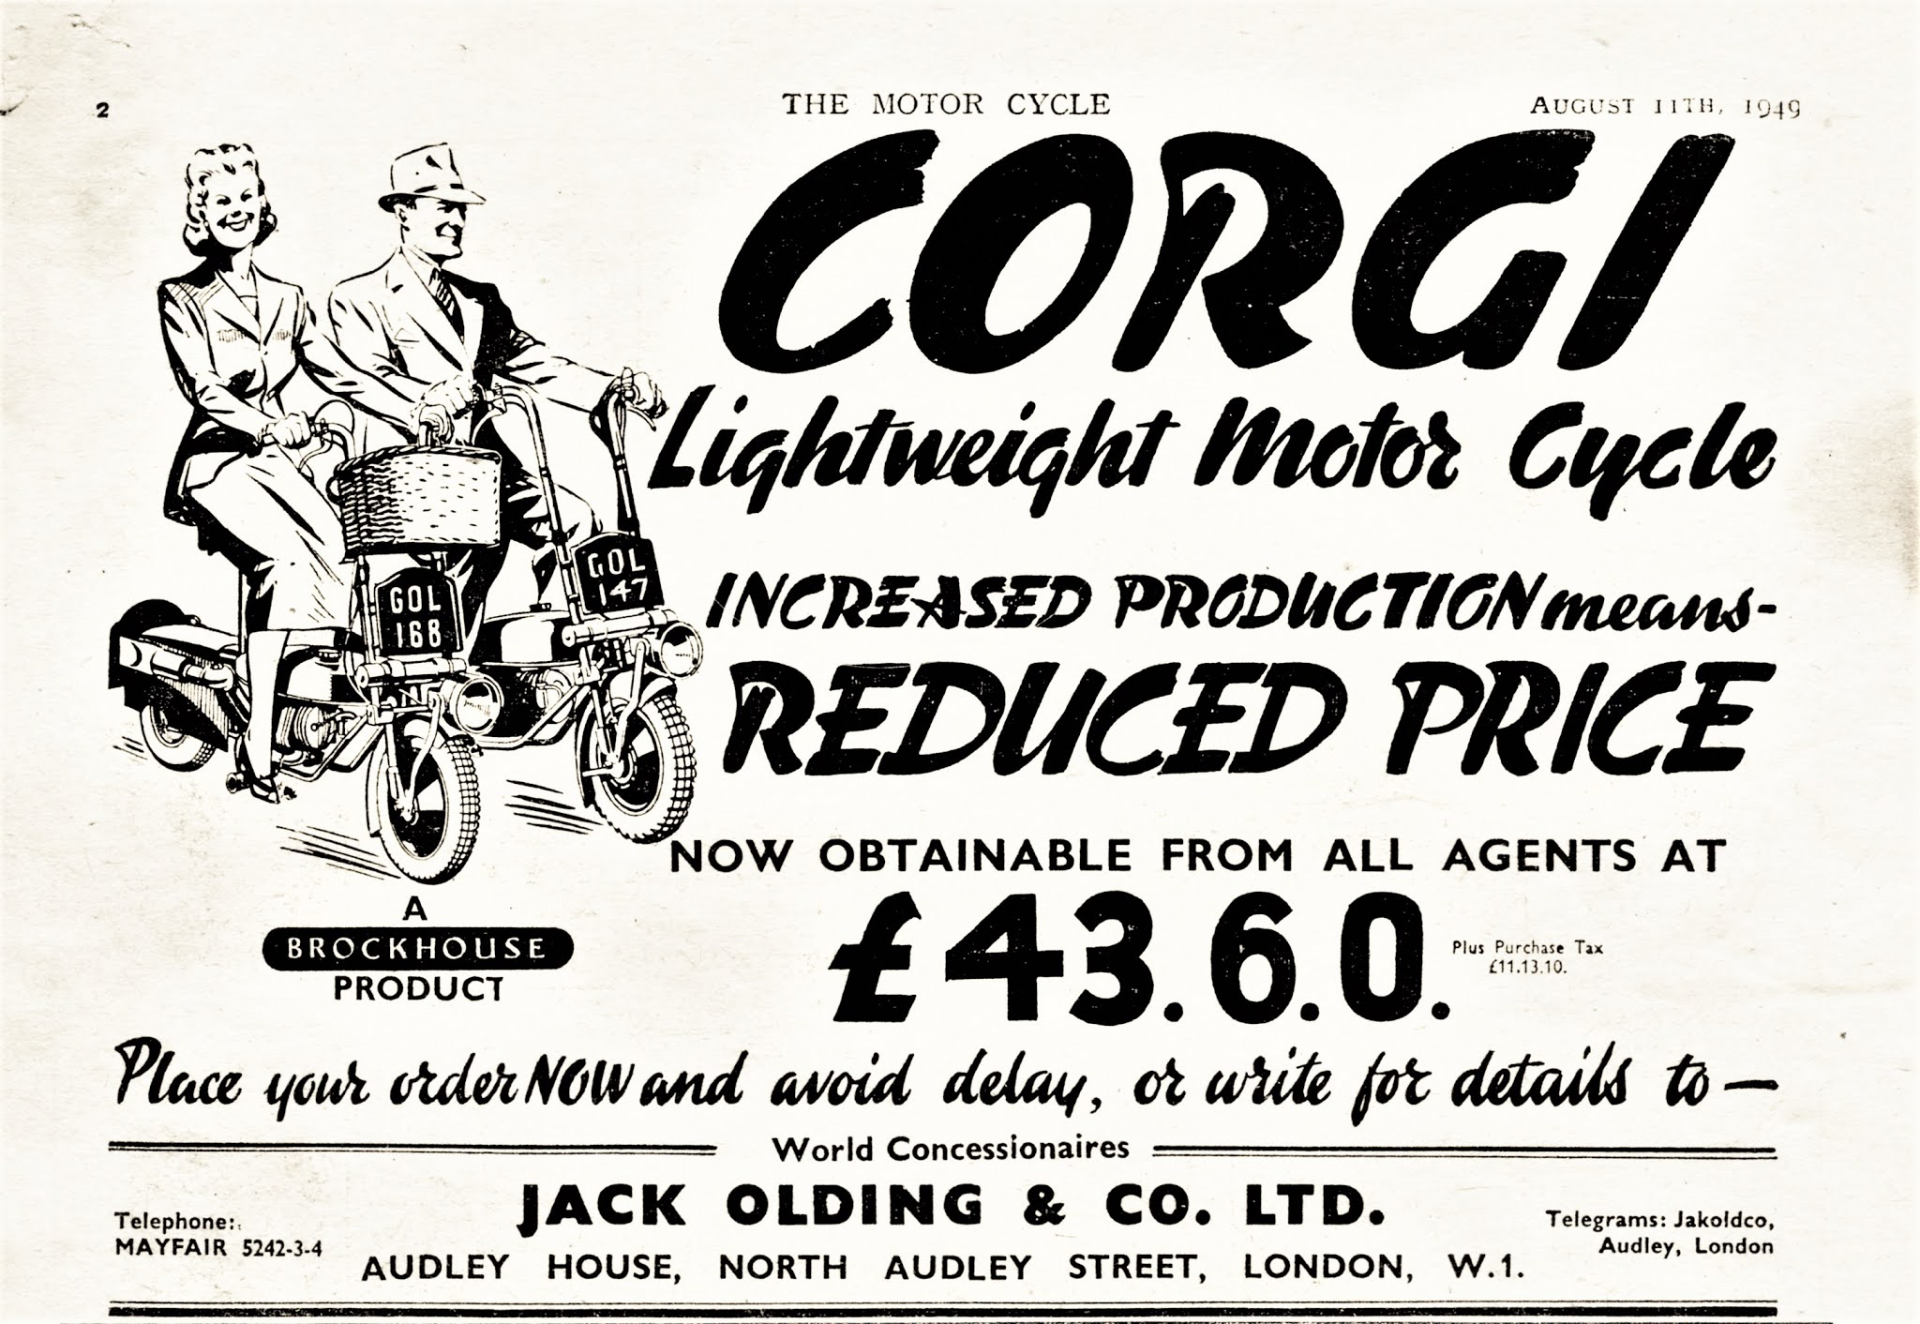 2
THE MOTOR CYCLE
AUGUST 11TH, 1949
CORGI
Lightweight Motor Cycle
GOL
147
GOL
168
INCREASED PRODUCTION means-
REDUCED PRICE
NOW OBTAINABLE FROM ALL AGENTS AT
£43.6.0.
Plus Purchase Tax
£11.13.10.
A
BROCKHOUSE
PRODUCT
Place your order NOW and avoid delay, or write for details to —
World Concessionaires
JACK OLDING & CO. LTD.
Telephone:
MAYFAIR 5242-3-4
AUDLEY HOUSE, NORTH AUDLEY STREET, LONDON, W.1.
Telegrams: Jakoldco,
Audley, London